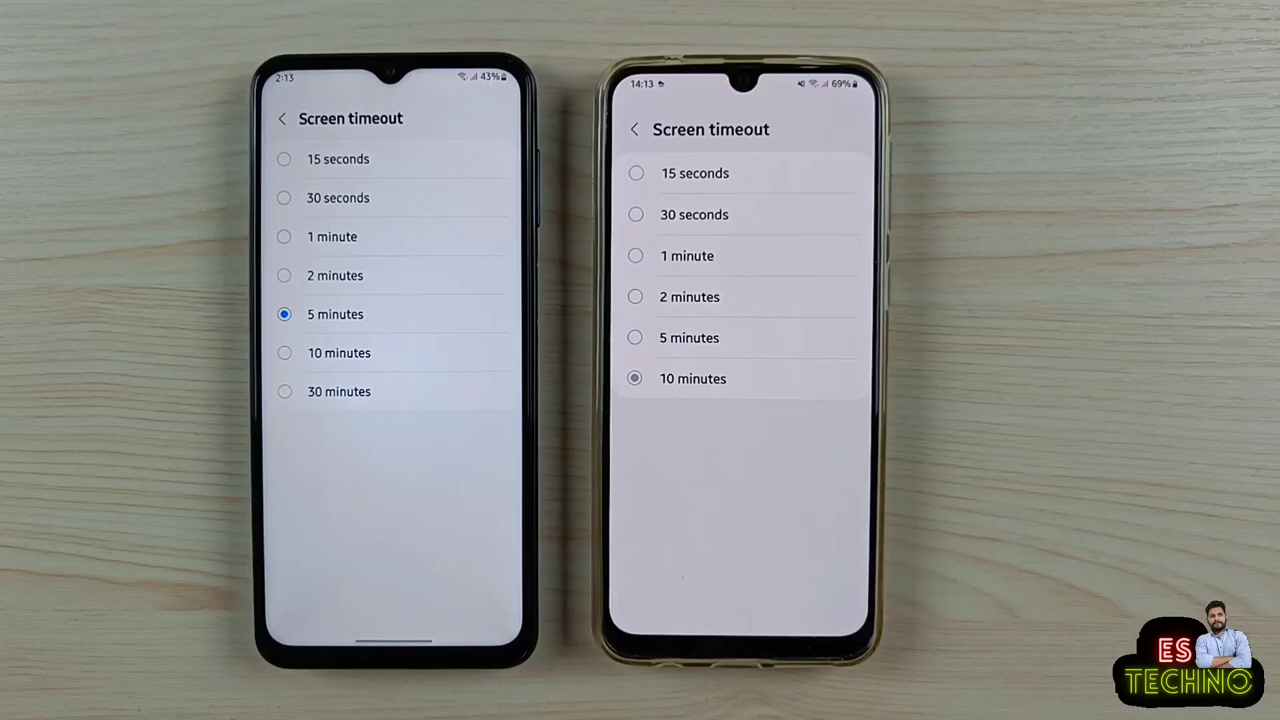 2:13
43%
Screen timeout
15 seconds
30 seconds
1 minute
2 minutes
5 minutes
10 minutes
30 minutes
14:13
69%
Screen timeout
15 seconds
30 seconds
1 minute
2 minutes
5 minutes
10 minutes
ES
TECHNO